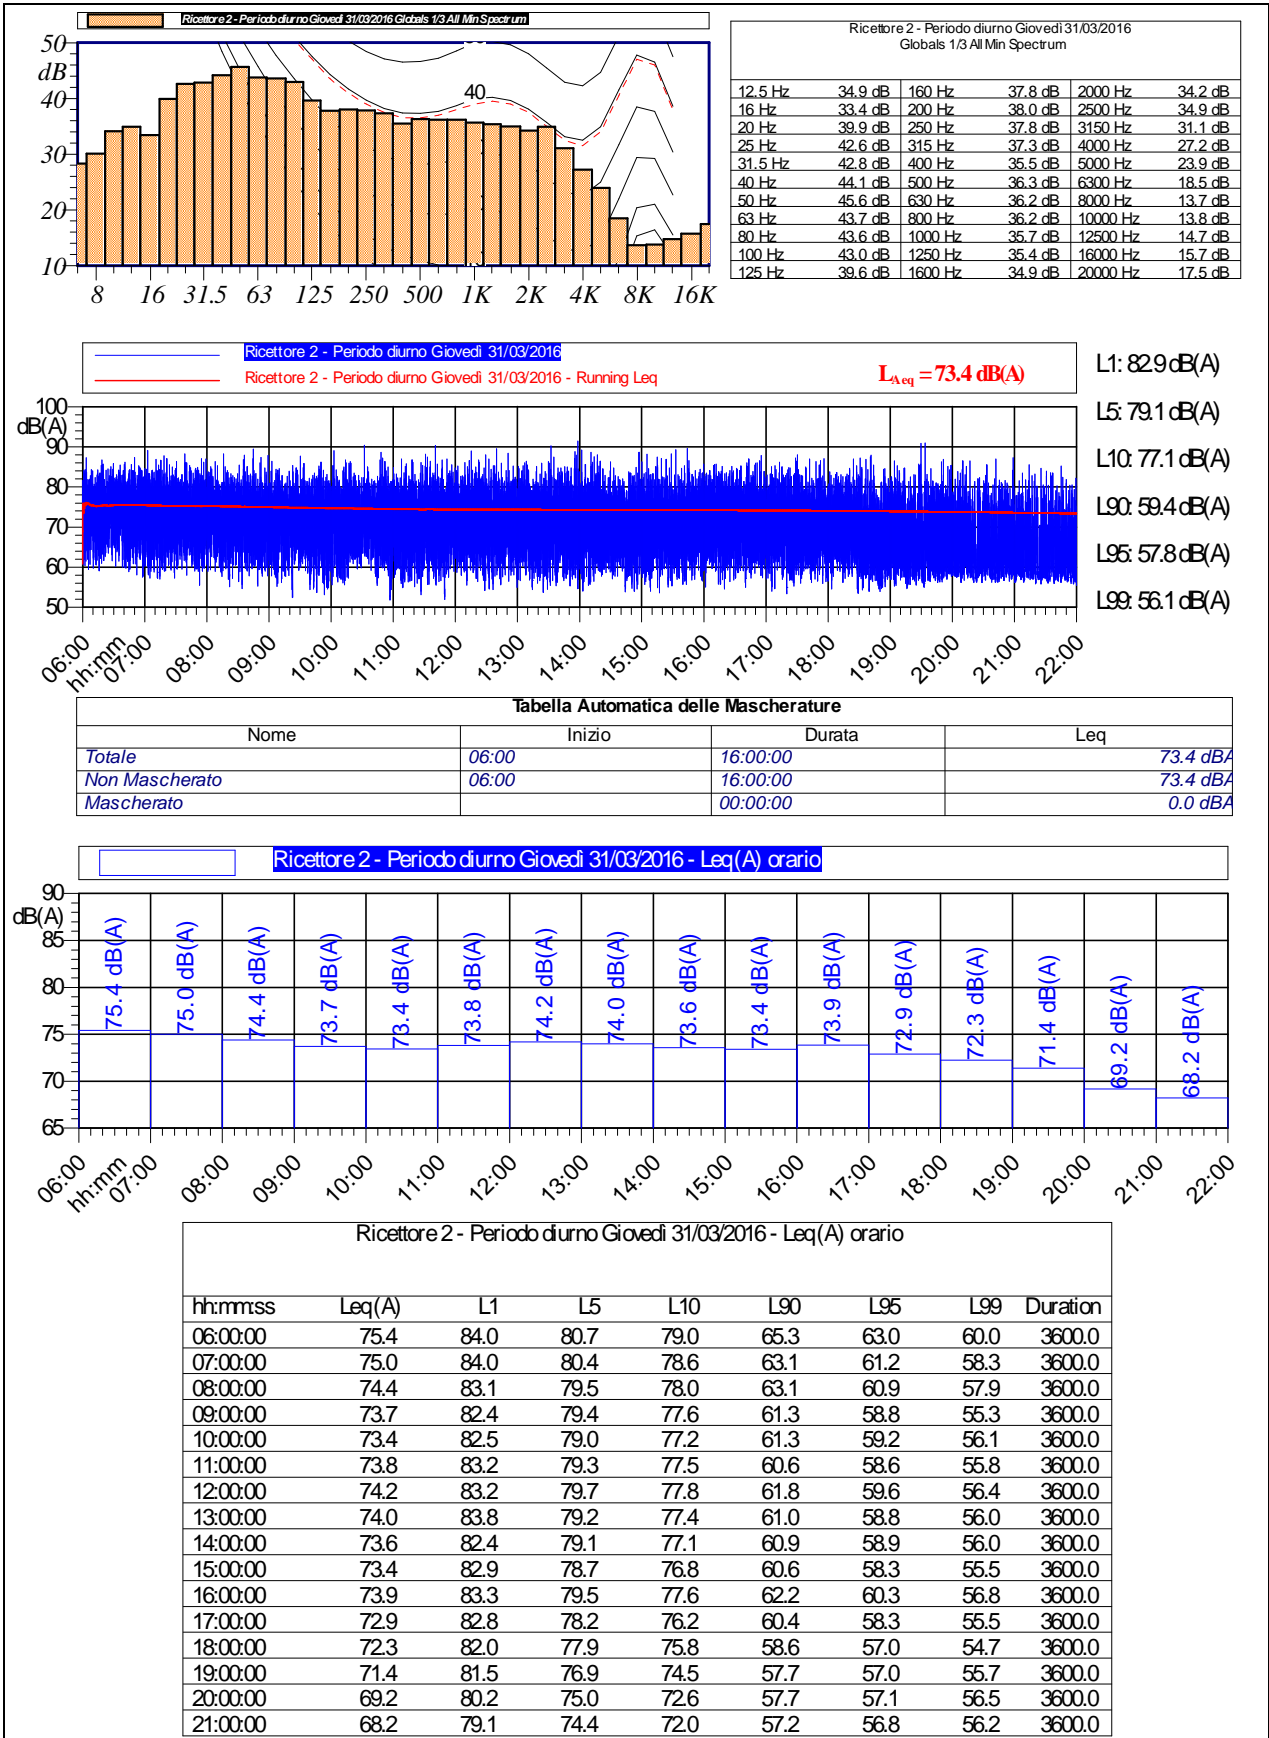 Ricettore 2 - Periodo diurno Giovedì 31/03/2016 Globals 1/3 All Min Spectrum
50
dB
40
30
20
10
40
8 16 31.5 63 125 250 500 1K 2K 4K 8K 16K
Ricettore 2 - Periodo diurno Giovedì 31/03/2016
Globals 1/3 All Min Spectrum
12.5 Hz 34.9 dB 160 Hz 37.8 dB 2000 Hz 34.2 dB
16 Hz 33.4 dB 200 Hz 38.0 dB 2500 Hz 34.9 dB
20 Hz 39.9 dB 250 Hz 37.8 dB 3150 Hz 31.1 dB
25 Hz 42.6 dB 315 Hz 37.3 dB 4000 Hz 27.2 dB
31.5 Hz 42.8 dB 400 Hz 35.5 dB 5000 Hz 23.9 dB
40 Hz 44.1 dB 500 Hz 36.3 dB 6300 Hz 18.5 dB
50 Hz 45.6 dB 630 Hz 36.2 dB 8000 Hz 13.7 dB
63 Hz 43.7 dB 800 Hz 36.2 dB 10000 Hz 13.8 dB
80 Hz 43.6 dB 1000 Hz 35.7 dB 12500 Hz 14.7 dB
100 Hz 43.0 dB 1250 Hz 35.4 dB 16000 Hz 15.7 dB
125 Hz 39.6 dB 1600 Hz 34.9 dB 20000 Hz 17.5 dB
Ricettore 2 - Periodo diurno Giovedì 31/03/2016
Ricettore 2 - Periodo diurno Giovedì 31/03/2016 - Running Leq
LAeq = 73.4 dB(A)
100
dB(A)
90
80
70
60
50
06:00 hh:mm 07:00 08:00 09:00 10:00 11:00 12:00 13:00 14:00 15:00 16:00 17:00 18:00 19:00 20:00 21:00 22:00
L1: 82.9 dB(A)
L5: 79.1 dB(A)
L10: 77.1 dB(A)
L90: 59.4 dB(A)
L95: 57.8 dB(A)
L99: 56.1 dB(A)
Tabella Automatica delle Mascherature
Nome Inizio Durata Leq
Totale 06:00 16:00:00 73.4 dBA
Non Mascherato 06:00 16:00:00 73.4 dBA
Mascherato 00:00:00 0.0 dBA
Ricettore 2 - Periodo diurno Giovedì 31/03/2016 - Leq(A) orario
90
dB(A)
85
80
75
70
65
75.4 dB(A) 75.0 dB(A) 74.4 dB(A) 73.7 dB(A) 73.4 dB(A) 73.8 dB(A) 74.2 dB(A) 74.0 dB(A) 73.6 dB(A) 73.4 dB(A) 73.9 dB(A) 72.9 dB(A) 72.3 dB(A) 71.4 dB(A) 69.2 dB(A) 68.2 dB(A)
06:00 hh:mm 07:00 08:00 09:00 10:00 11:00 12:00 13:00 14:00 15:00 16:00 17:00 18:00 19:00 20:00 21:00 22:00
Ricettore 2 - Periodo diurno Giovedì 31/03/2016 - Leq(A) orario
hh:mm:ss Leq(A) L1 L5 L10 L90 L95 L99 Duration
06:00:00 75.4 84.0 80.7 79.0 65.3 63.0 60.0 3600.0
07:00:00 75.0 84.0 80.4 78.6 63.1 61.2 58.3 3600.0
08:00:00 74.4 83.1 79.5 78.0 63.1 60.9 57.9 3600.0
09:00:00 73.7 82.4 79.4 77.6 61.3 58.8 55.3 3600.0
10:00:00 73.4 82.5 79.0 77.2 61.3 59.2 56.1 3600.0
11:00:00 73.8 83.2 79.3 77.5 60.6 58.6 55.8 3600.0
12:00:00 74.2 83.2 79.7 77.8 61.8 59.6 56.4 3600.0
13:00:00 74.0 83.8 79.2 77.4 61.0 58.8 56.0 3600.0
14:00:00 73.6 82.4 79.1 77.1 60.9 58.9 56.0 3600.0
15:00:00 73.4 82.9 78.7 76.8 60.6 58.3 55.5 3600.0
16:00:00 73.9 83.3 79.5 77.6 62.2 60.3 56.8 3600.0
17:00:00 72.9 82.8 78.2 76.2 60.4 58.3 55.5 3600.0
18:00:00 72.3 82.0 77.9 75.8 58.6 57.0 54.7 3600.0
19:00:00 71.4 81.5 76.9 74.5 57.7 57.0 55.7 3600.0
20:00:00 69.2 80.2 75.0 72.6 57.7 57.1 56.5 3600.0
21:00:00 68.2 79.1 74.4 72.0 57.2 56.8 56.2 3600.0